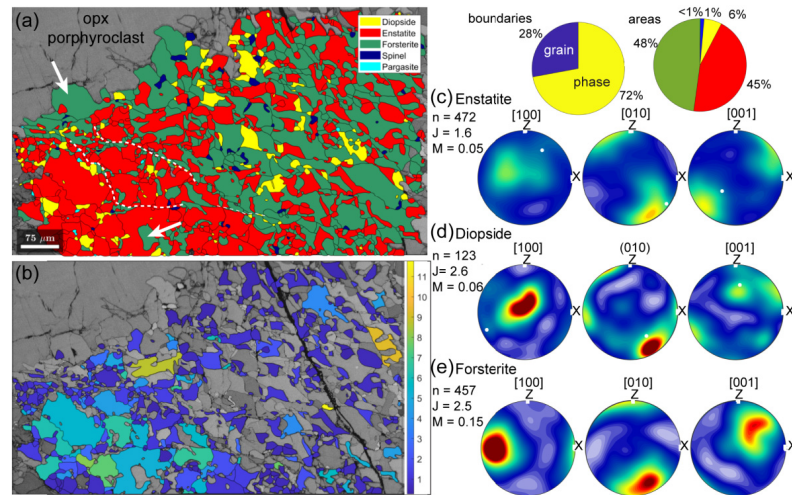 (a)
opx
porphyroclast
Diopside
Enstatite
Forsterite
Spinel
Pargasite
75 µm
(b)
11
10
9
8
7
6
5
4
3
2
1
boundaries
28%
grain
phase
72%
areas
<1% 1% 6%
48%
45%
(c) Enstatite
n = 472
J = 1.6
M = 0.05
[100] [010] [001]
Z Z Z
X X X
(d) Diopside
n = 123
J= 2.6
M = 0.06
[100] (010) [001]
Z Z Z
X X X
(e) Forsterite
n = 457
J = 2.5
M = 0.15
[100] [010] [001]
Z Z Z
X X X